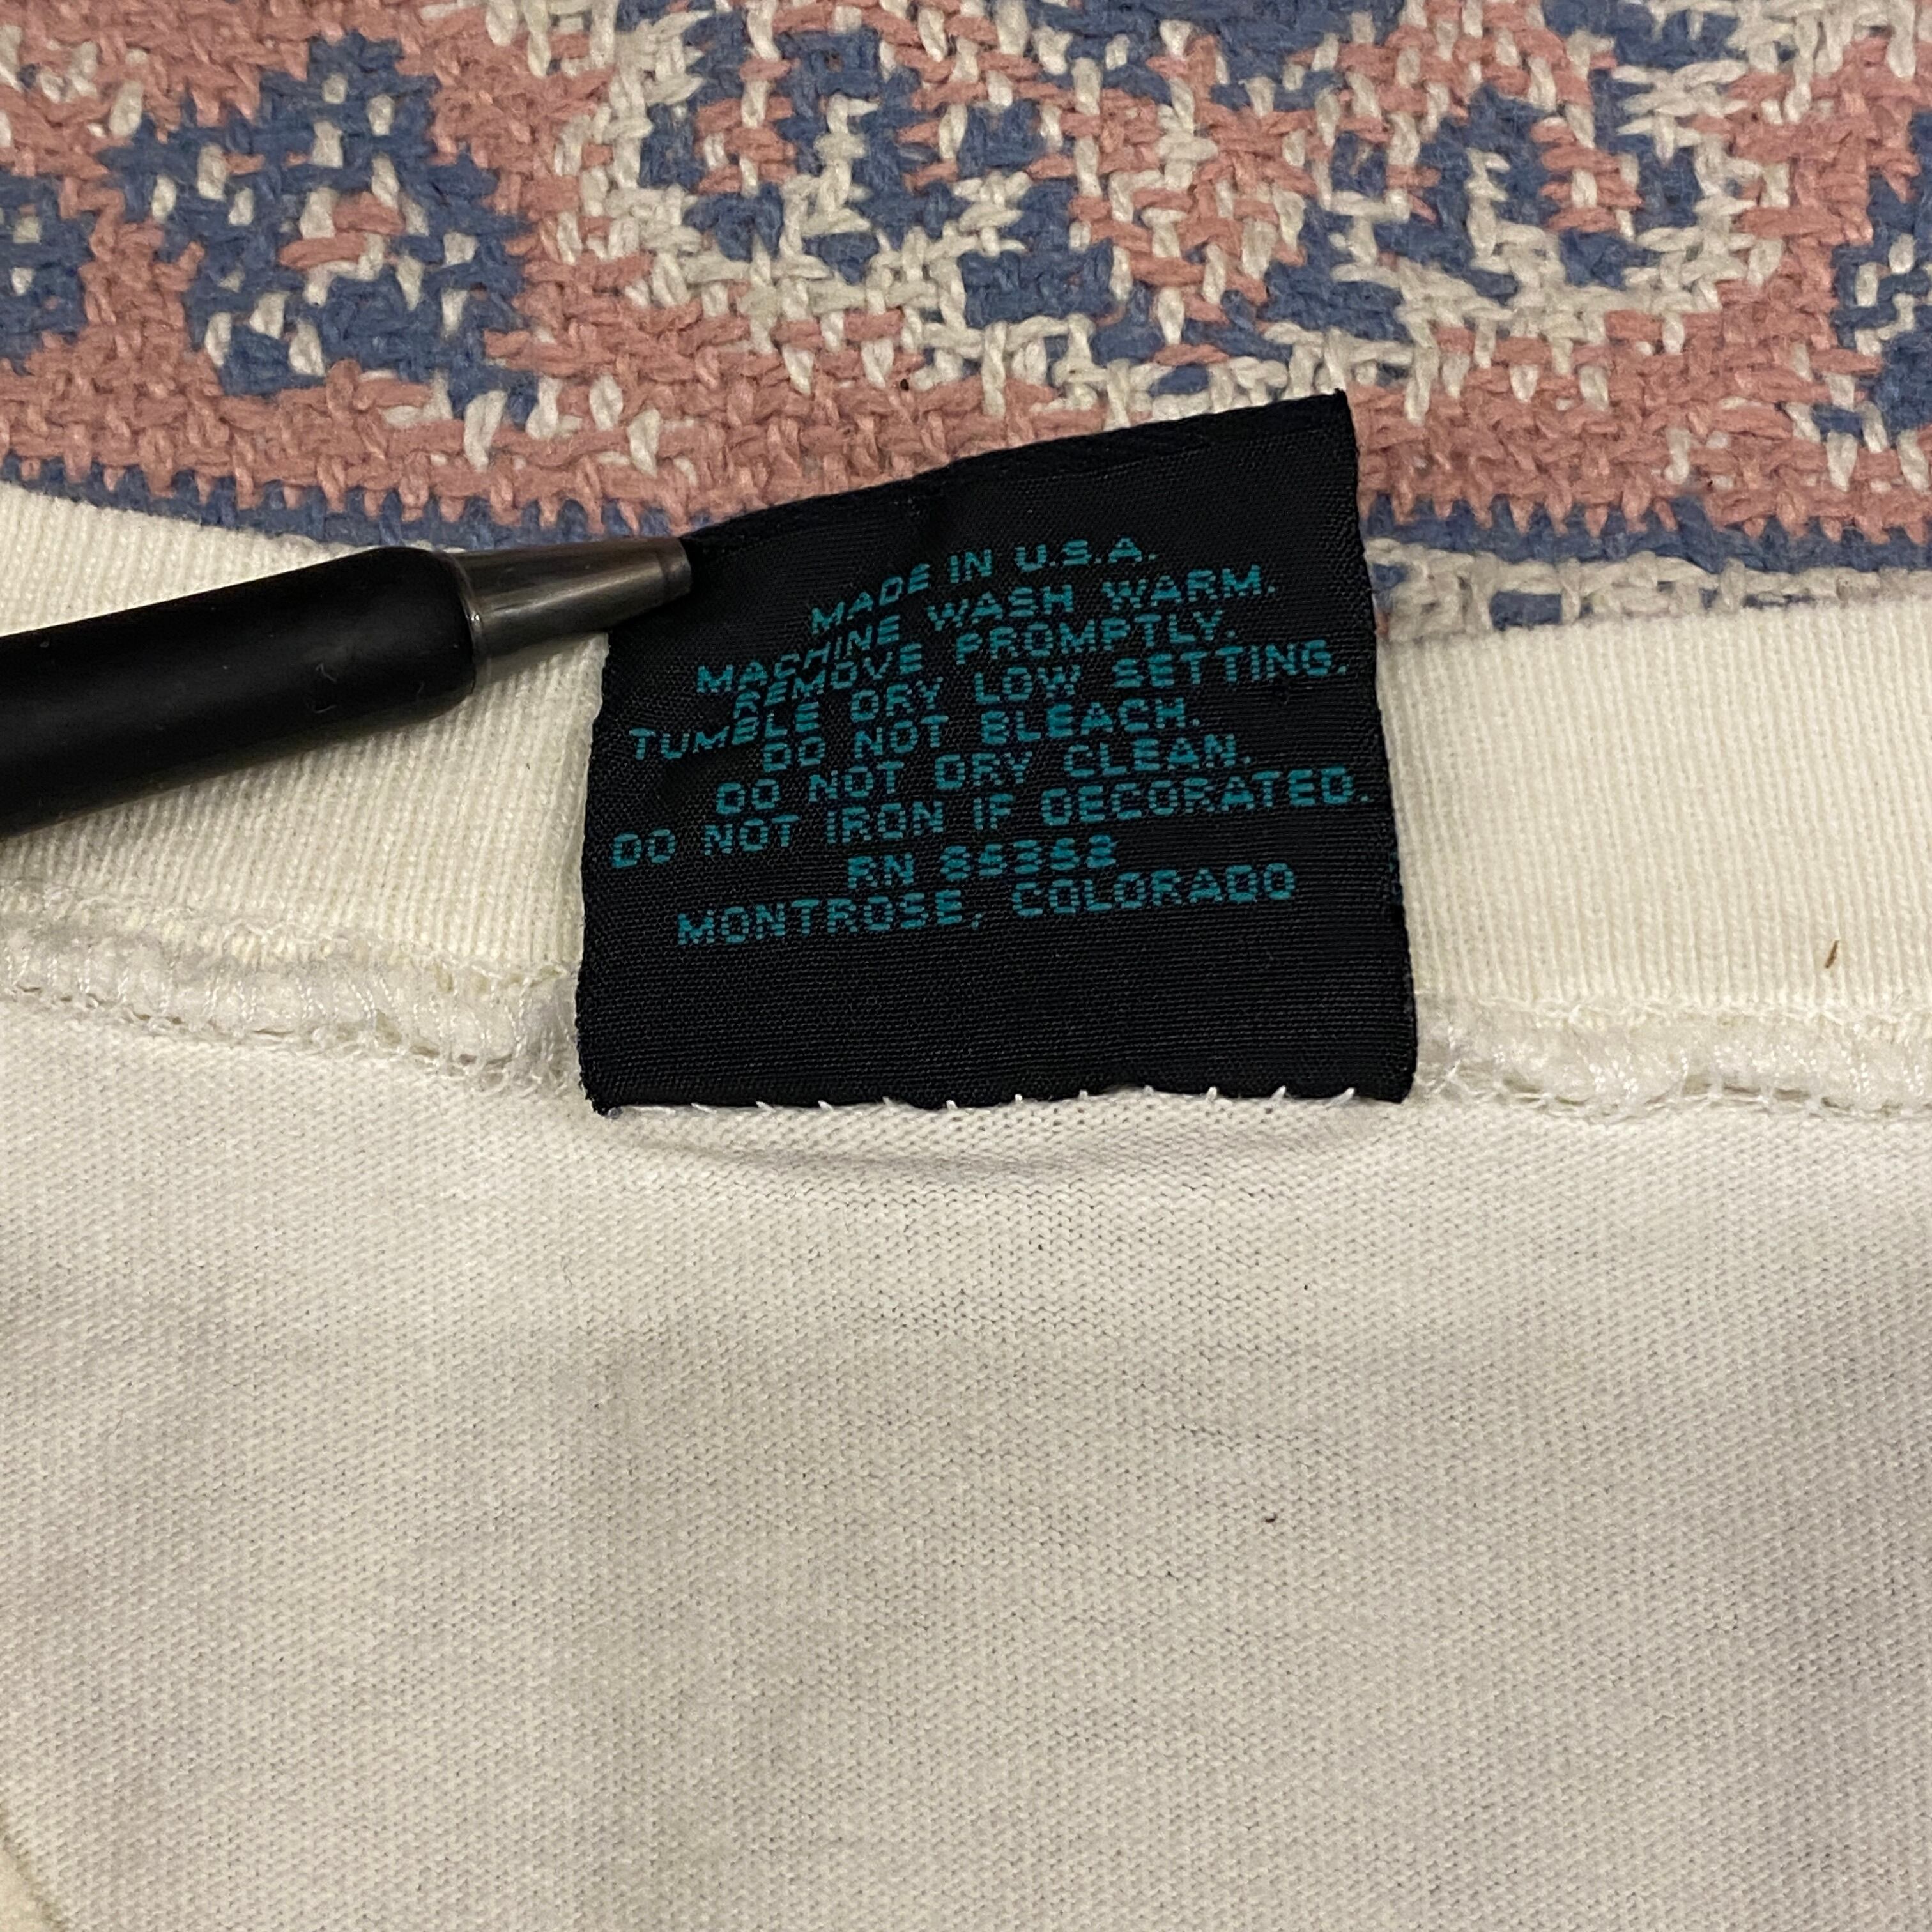 MADE IN U.S.A.
MACHINE WASH WARM.
REMOVE PROMPTLY.
TUMBLE DRY LOW SETTING.
DO NOT BLEACH.
DO NOT DRY CLEAN.
DO NOT IRON IF DECORATED.
RN
MONTROSE, COLORADO